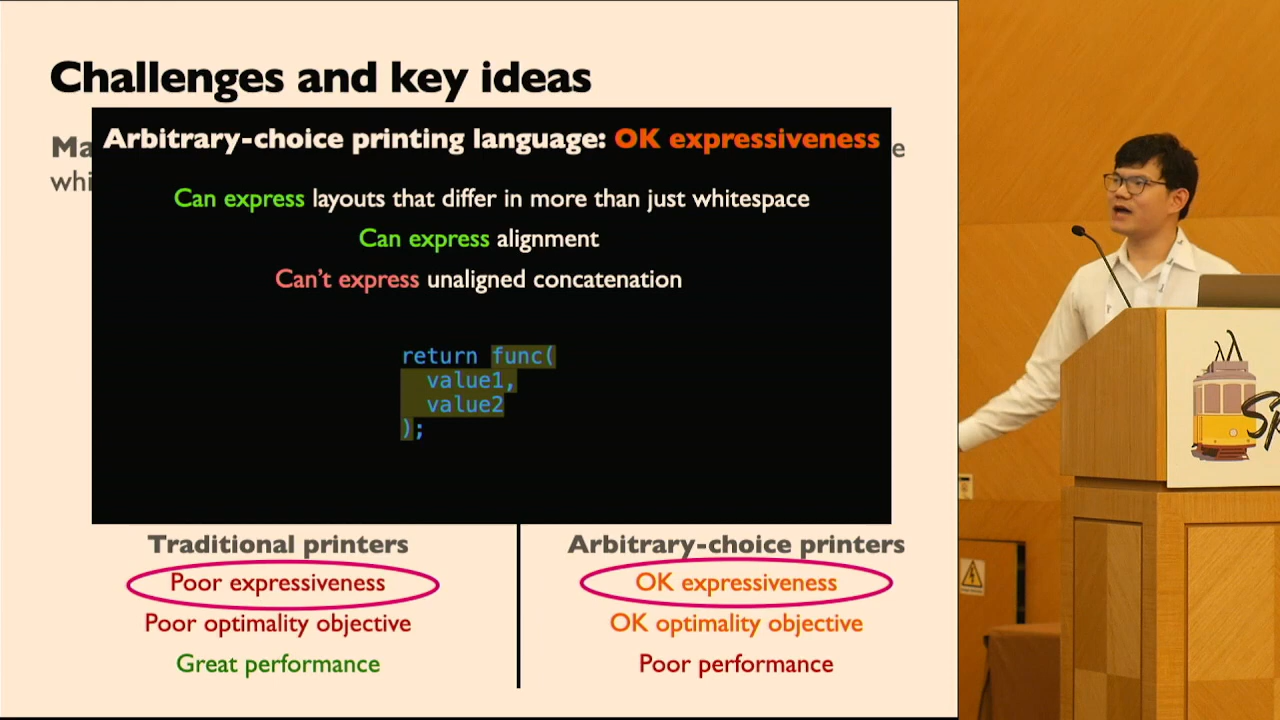 Challenges and key ideas
Arbitrary-choice printing language: OK expressiveness
Can express layouts that differ in more than just whitespace
Can express alignment
Can't express unaligned concatenation
return func(
  value1,
  value2
);
Traditional printers
Poor expressiveness
Poor optimality objective
Great performance
Arbitrary-choice printers
OK expressiveness
OK optimality objective
Poor performance